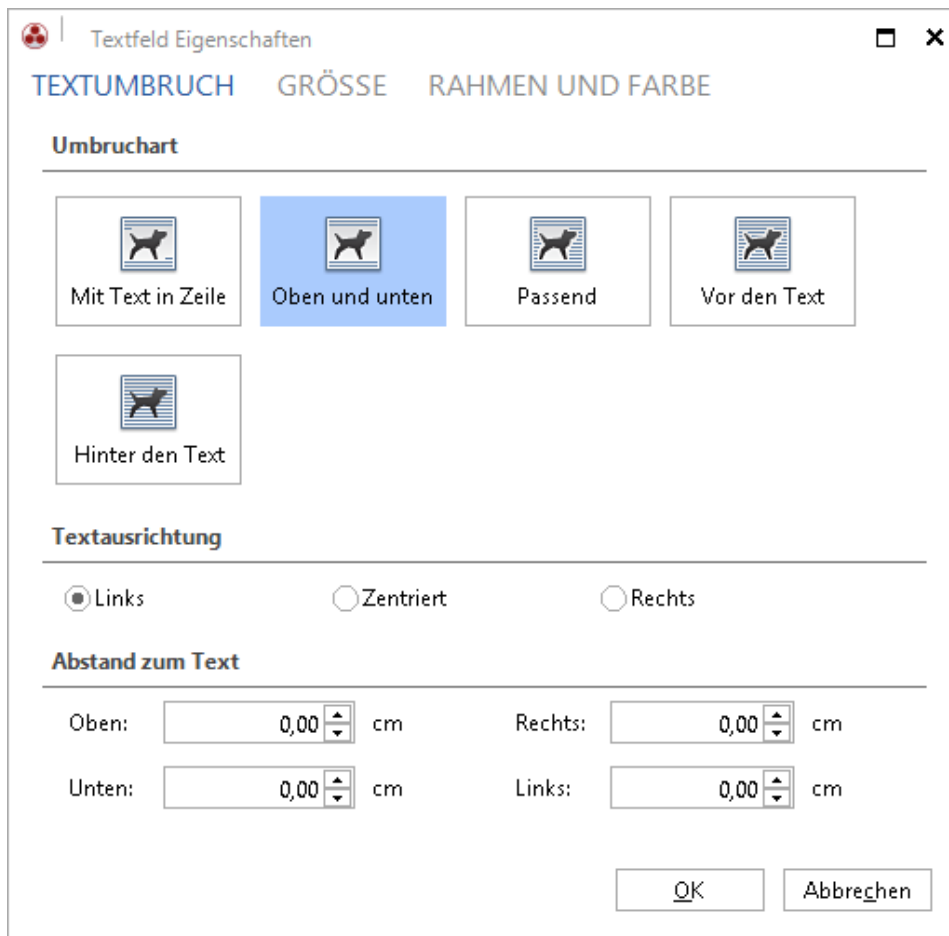 Textfeld Eigenschaften
TEXTUMBRUCH GRÖSSE RAHMEN UND FARBE
Umbruchart
Mit Text in Zeile Oben und unten Passend Vor den Text
Hinter den Text
Textausrichtung
Links Zentriert Rechts
Abstand zum Text
Oben: 0,00 cm Rechts: 0,00 cm
Unten: 0,00 cm Links: 0,00 cm
OK Abbrechen